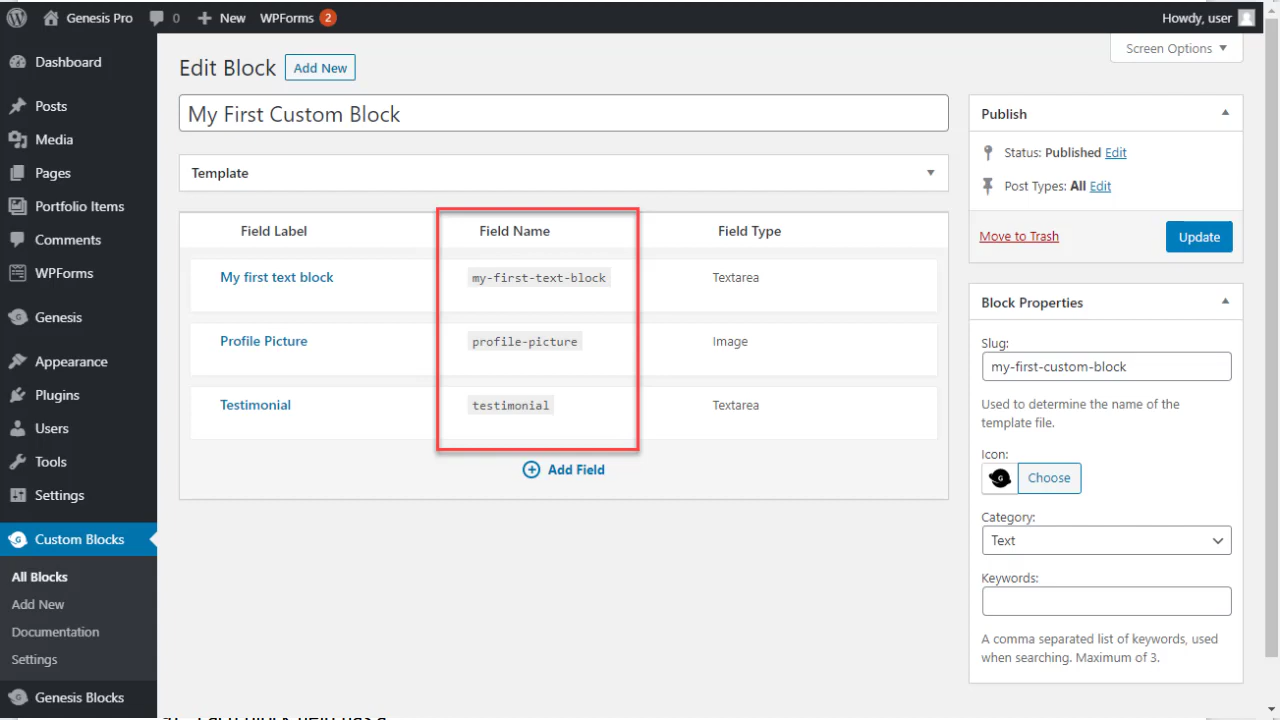 Genesis Pro 0 New WPForms 2 Howdy, user
Screen Options
Dashboard
Posts
Media
Pages
Portfolio Items
Comments
WPForms
Genesis
Appearance
Plugins
Users
Tools
Settings
Custom Blocks
All Blocks
Add New
Documentation
Settings
Genesis Blocks
Edit Block Add New
My First Custom Block
Template
Field Label Field Name Field Type
My first text block my-first-text-block Textarea
Profile Picture profile-picture Image
Testimonial testimonial Textarea
Add Field
Publish
Status: Published Edit
Post Types: All Edit
Move to Trash Update
Block Properties
Slug:
my-first-custom-block
Used to determine the name of the
template file.
Icon:
G Choose
Category:
Text
Keywords:
A comma separated list of keywords, used
when searching. Maximum of 3.